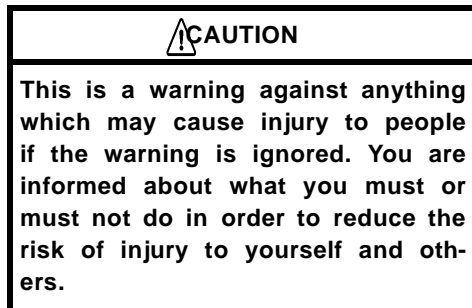 CAUTION
This is a warning against anything
which may cause injury to people
if the warning is ignored. You are
informed about what you must or
must not do in order to reduce the
risk of injury to yourself and oth-
ers.